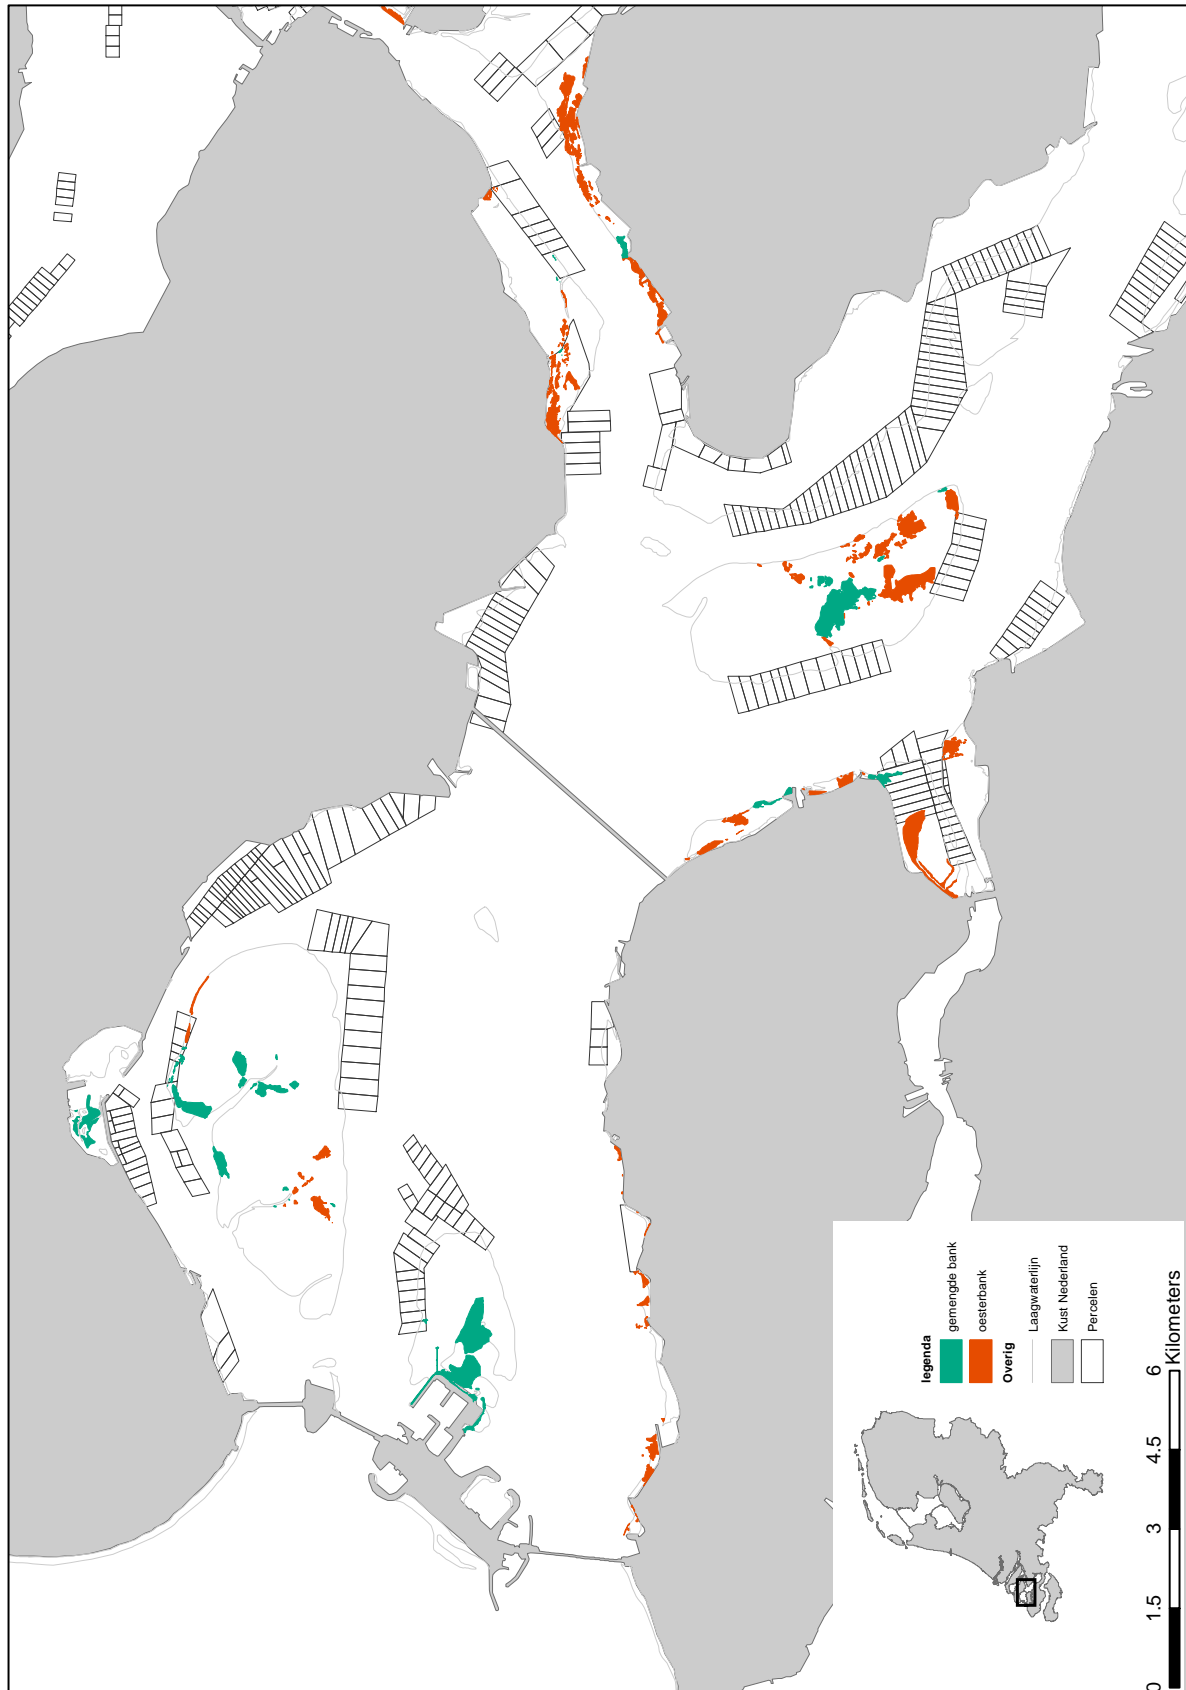 legenda
gemengde bank
oesterbank
Overig
Laagwaterlijn
Kust Nederland
Percelen
0 1.5 3 4.5 6
Kilometers